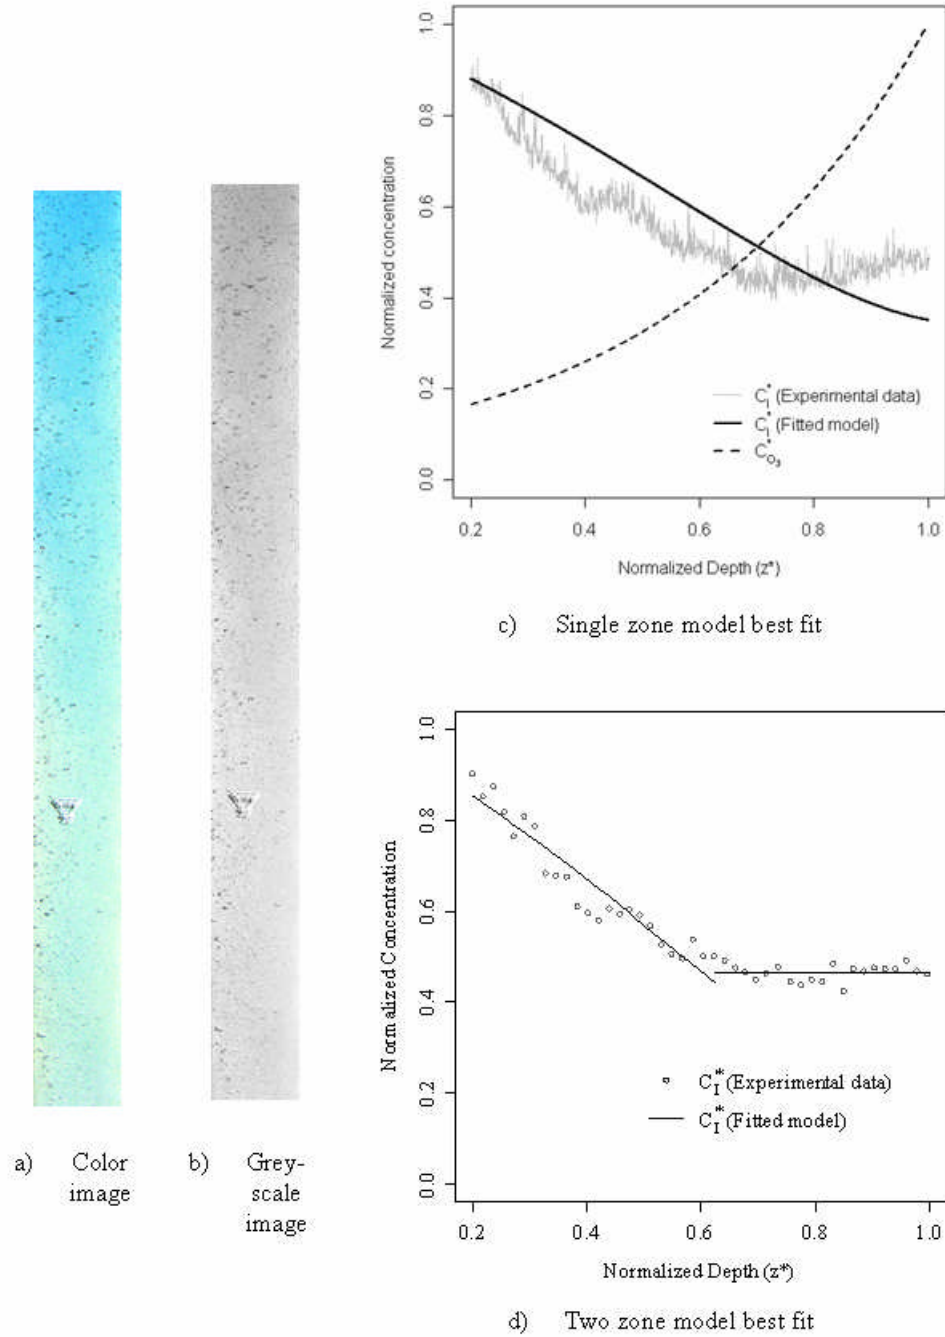 1.0
0.8
0.6
0.4
0.2
0.0
Normalized concentration
C*I (Experimental data)
C*I (Fitted model)
C*O3
0.2 0.4 0.6 0.8 1.0
Normalized Depth (z*)
c) Single zone model best fit
1.0
0.8
0.6
0.4
0.2
0.0
Normalized Concentration
C*I (Experimental data)
C*I (Fitted model)
0.2 0.4 0.6 0.8 1.0
Normalized Depth (z*)
d) Two zone model best fit
a) Color
image
b) Grey-
scale
image